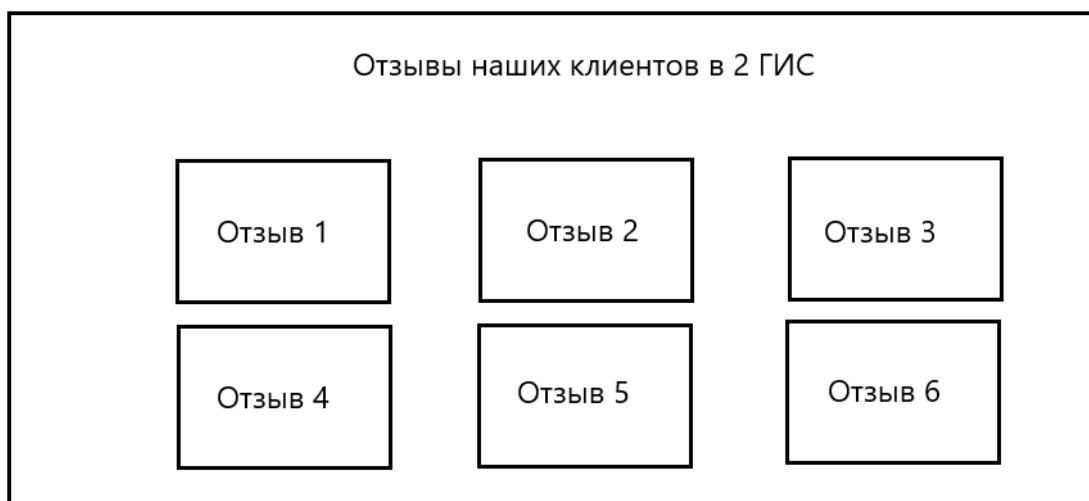 Отзывы наших клиентов в 2 ГИС
Отзыв 1
Отзыв 2
Отзыв 3
Отзыв 4
Отзыв 5
Отзыв 6